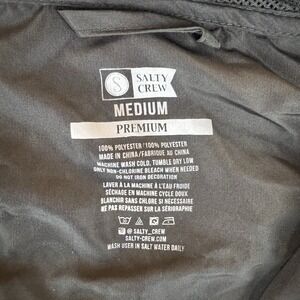 S
SALTY
CREW
MEDIUM
PREMIUM
100% POLYESTER/100% POLYESTER
MADE IN CHINA/FABRIQUE AU CHINA
MACHINE WASH COLD, TUMBLE DRY LOW
ONLY NON-CHLORINE BLEACH WHEN NEEDED
DO NOT IRON DECORATION
LAVER À LA MACHINE À L'EAU FROIDE
SÉCHAGE EN MACHINE CYCLE DOUX
BLANCHIR SANS CHLORE SI NÉCESSAIRE
NE PAS REPASSER SUR LA SÉRIGRAPHIE
@SALTY_CREW
SALTY-CREW.COM
WASH USER IN SALT WATER DAILY